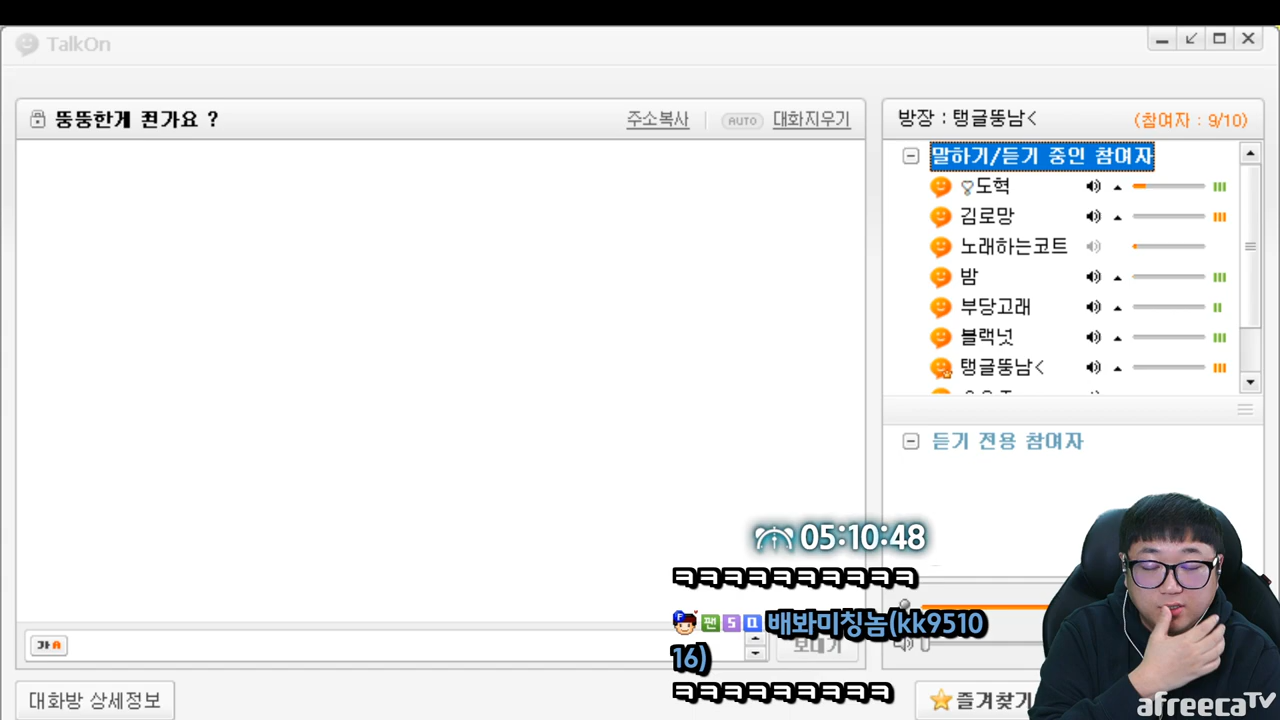 TalkOn
뚱뚱한게 죈가요 ?
주소복사
AUTO
대화지우기
방장 : 탱글뚱남<
(참여자 : 9/10)
말하기/듣기 중인 참여자
도혁
김로망
노래하는코트
밤
부당고래
블랙넛
탱글뚱남<
듣기 전용 참여자
05:10:48
ㅋㅋㅋㅋㅋㅋㅋㅋㅋㅋ
F 팬 S 배봐미칭놈(kk9510
16)
ㅋㅋㅋㅋㅋㅋㅋㅋㅋ
가
보내기
대화방 상세정보
즐겨찾기
afreecaTV